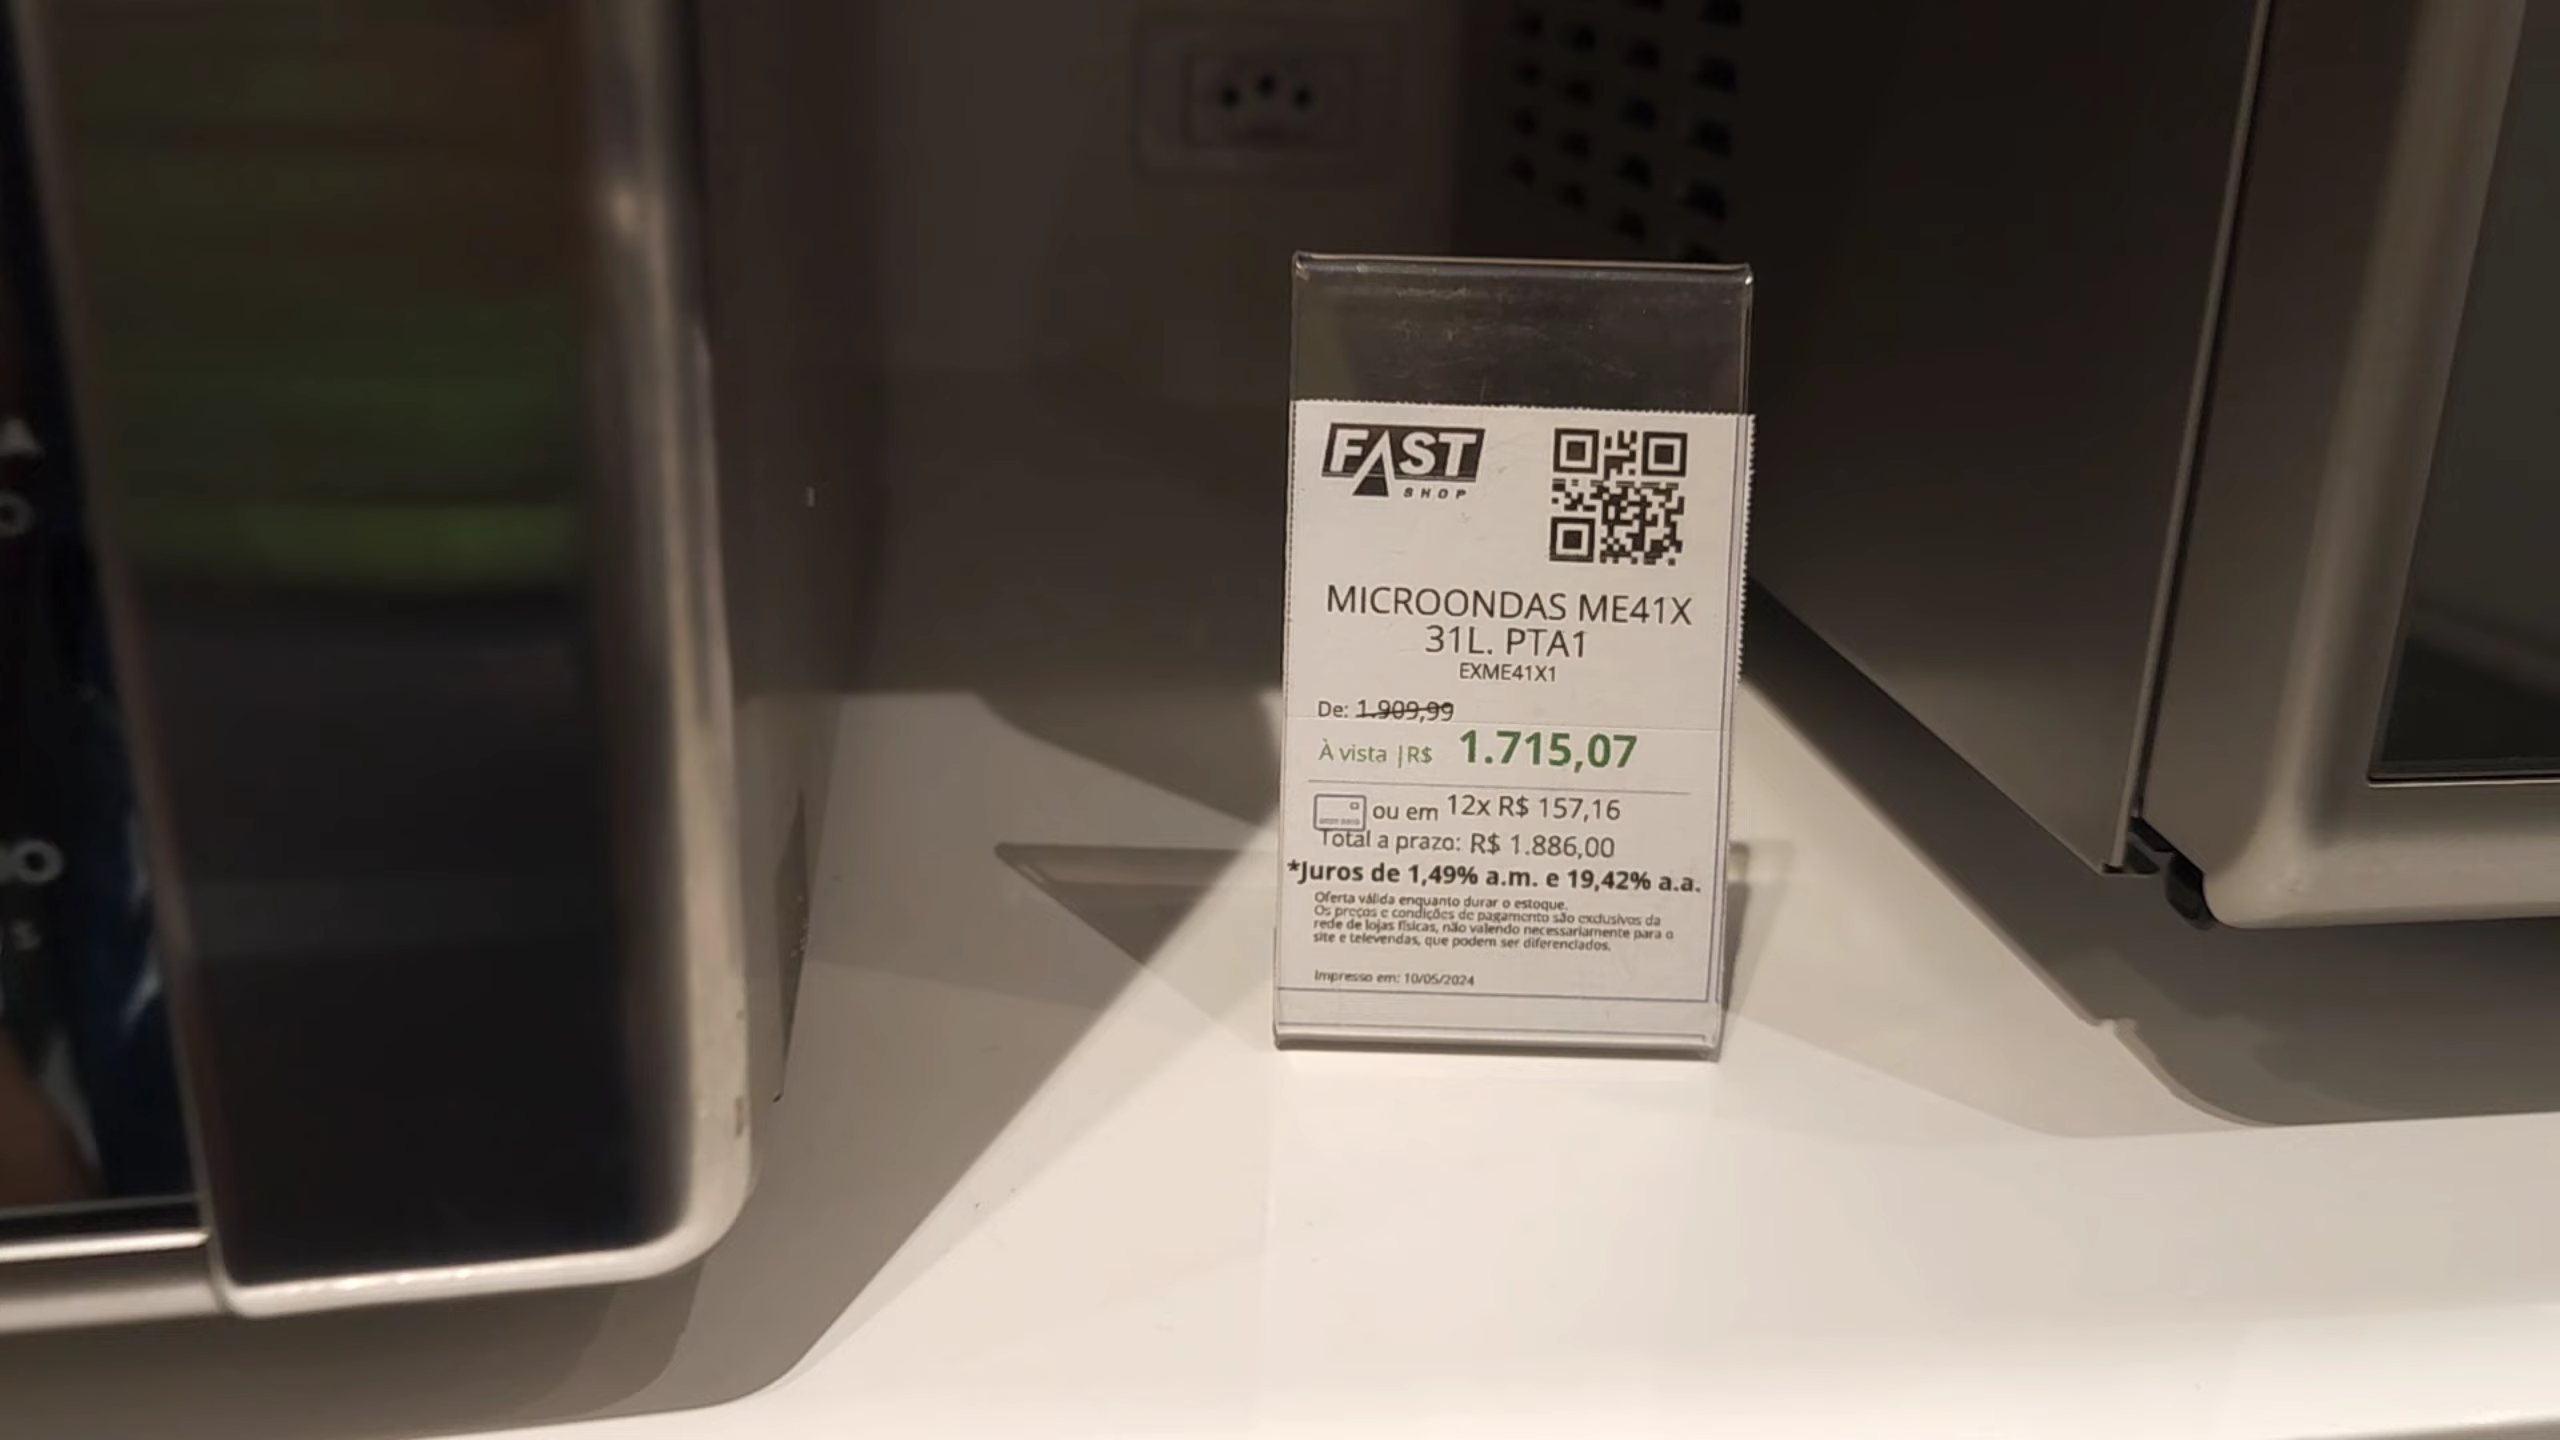 FAST
SHOP
MICROONDAS ME41X
31L. PTA1
EXME41X1
De: 1.909,99
À vista |R$ 1.715,07
ou em 12x R$ 157,16
Total a prazo: R$ 1.886,00
*Juros de 1,49% a.m. e 19,42% a.a.
Oferta válida enquanto durar o estoque.
Os preços e condições de pagamento são exclusivos da
rede de lojas físicas, não valendo necessariamente para o
site e televendas, que podem ser diferenciados.
Impresso em: 10/05/2024